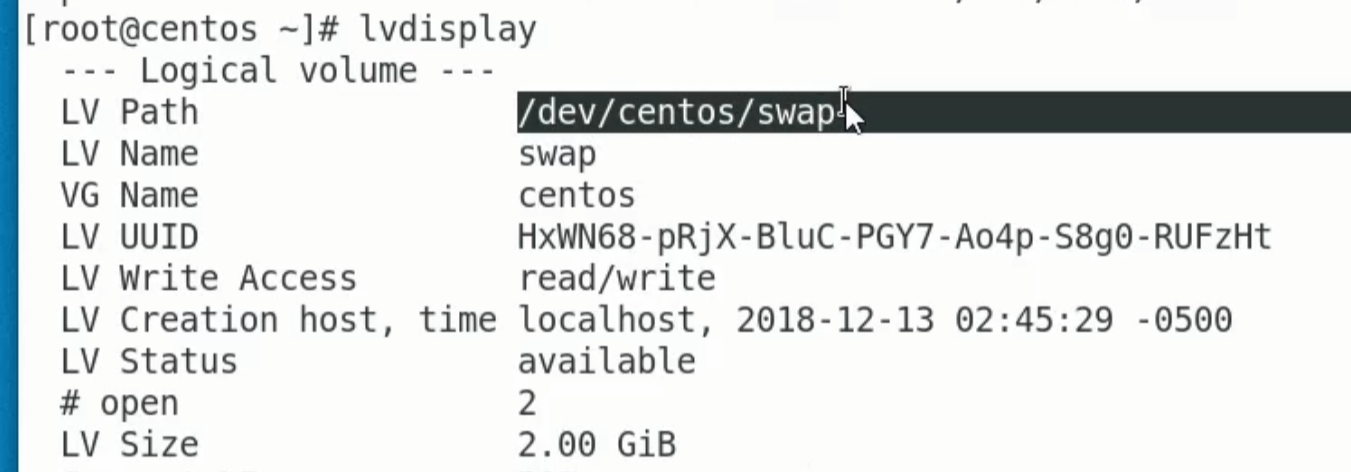 [root@centos ~]# lvdisplay
--- Logical volume ---
LV Path /dev/centos/swap
LV Name swap
VG Name centos
LV UUID HxWN68-pRjX-BluC-PGY7-Ao4p-S8g0-RUFzHt
LV Write Access read/write
LV Creation host, time localhost, 2018-12-13 02:45:29 -0500
LV Status available
# open 2
LV Size 2.00 GiB